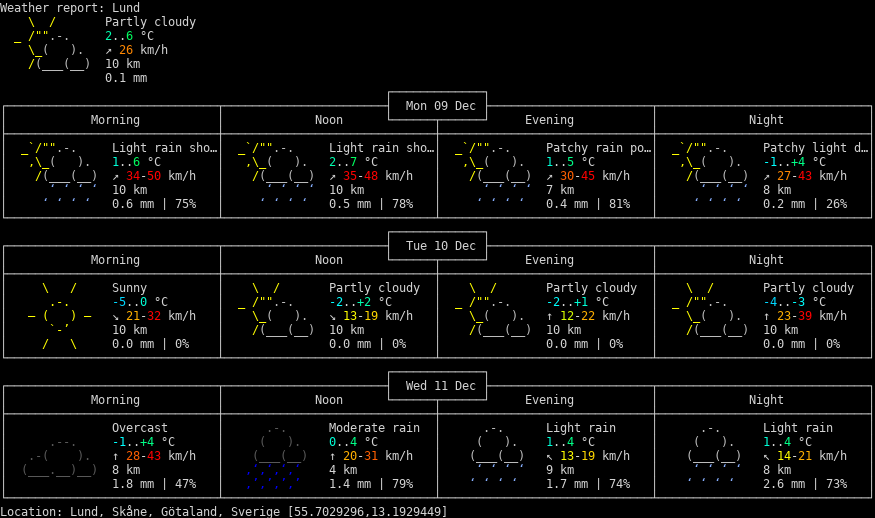 Weather report: Lund
Partly cloudy
2..6 °C
↗ 26 km/h
10 km
0.1 mm
Mon 09 Dec
Morning Noon Evening Night
Light rain sho… Light rain sho… Patchy rain po… Patchy light d…
1..6 °C 2..7 °C 1..5 °C -1..+4 °C
↗ 34-50 km/h ↗ 35-48 km/h ↗ 30-45 km/h ↗ 27-43 km/h
10 km 10 km 7 km 8 km
0.6 mm | 75% 0.5 mm | 78% 0.4 mm | 81% 0.2 mm | 26%
Tue 10 Dec
Morning Noon Evening Night
Sunny Partly cloudy Partly cloudy Partly cloudy
-5..0 °C -2..+2 °C -2..+1 °C -4..-3 °C
↘ 21-32 km/h ↘ 13-19 km/h ↑ 12-22 km/h ↑ 23-39 km/h
10 km 10 km 10 km 10 km
0.0 mm | 0% 0.0 mm | 0% 0.0 mm | 0% 0.0 mm | 0%
Wed 11 Dec
Morning Noon Evening Night
Overcast Moderate rain Light rain Light rain
-1..+4 °C 0..4 °C 1..4 °C 1..4 °C
↑ 28-43 km/h ↑ 20-31 km/h ↖ 13-19 km/h ↖ 14-21 km/h
8 km 4 km 9 km 8 km
1.8 mm | 47% 1.4 mm | 79% 1.7 mm | 74% 2.6 mm | 73%
Location: Lund, Skåne, Götaland, Sverige [55.7029296,13.1929449]